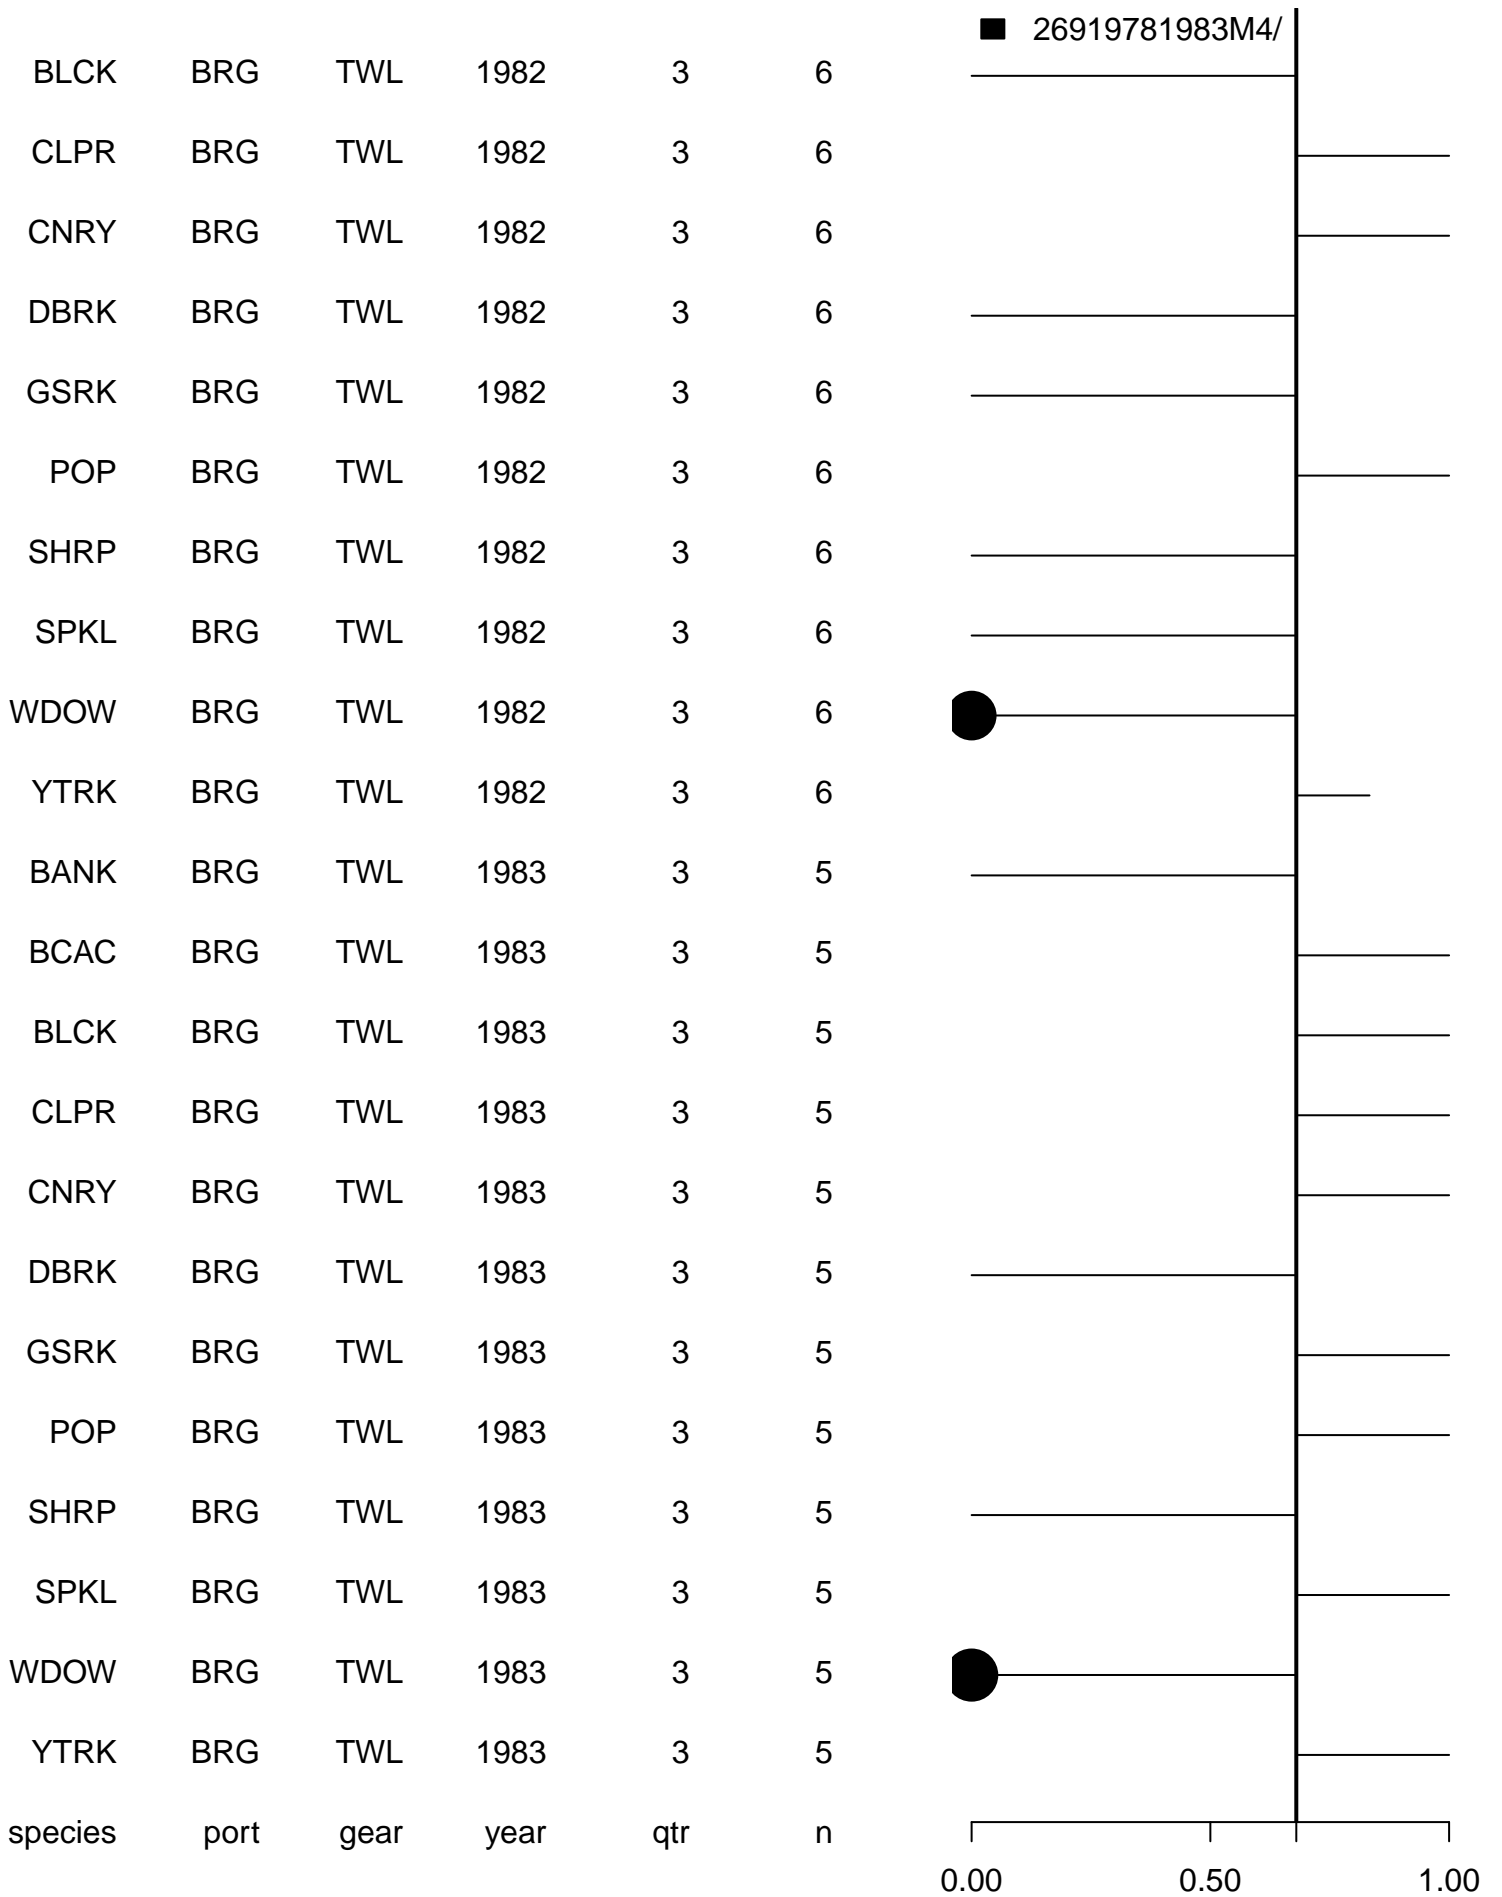 26919781983M4/
BLCK BRG TWL 1982 3 6
CLPR BRG TWL 1982 3 6
CNRY BRG TWL 1982 3 6
DBRK BRG TWL 1982 3 6
GSRK BRG TWL 1982 3 6
POP BRG TWL 1982 3 6
SHRP BRG TWL 1982 3 6
SPKL BRG TWL 1982 3 6
WDOW BRG TWL 1982 3 6
YTRK BRG TWL 1982 3 6
BANK BRG TWL 1983 3 5
BCAC BRG TWL 1983 3 5
BLCK BRG TWL 1983 3 5
CLPR BRG TWL 1983 3 5
CNRY BRG TWL 1983 3 5
DBRK BRG TWL 1983 3 5
GSRK BRG TWL 1983 3 5
POP BRG TWL 1983 3 5
SHRP BRG TWL 1983 3 5
SPKL BRG TWL 1983 3 5
WDOW BRG TWL 1983 3 5
YTRK BRG TWL 1983 3 5
species port gear year qtr n
0.00 0.50 1.00